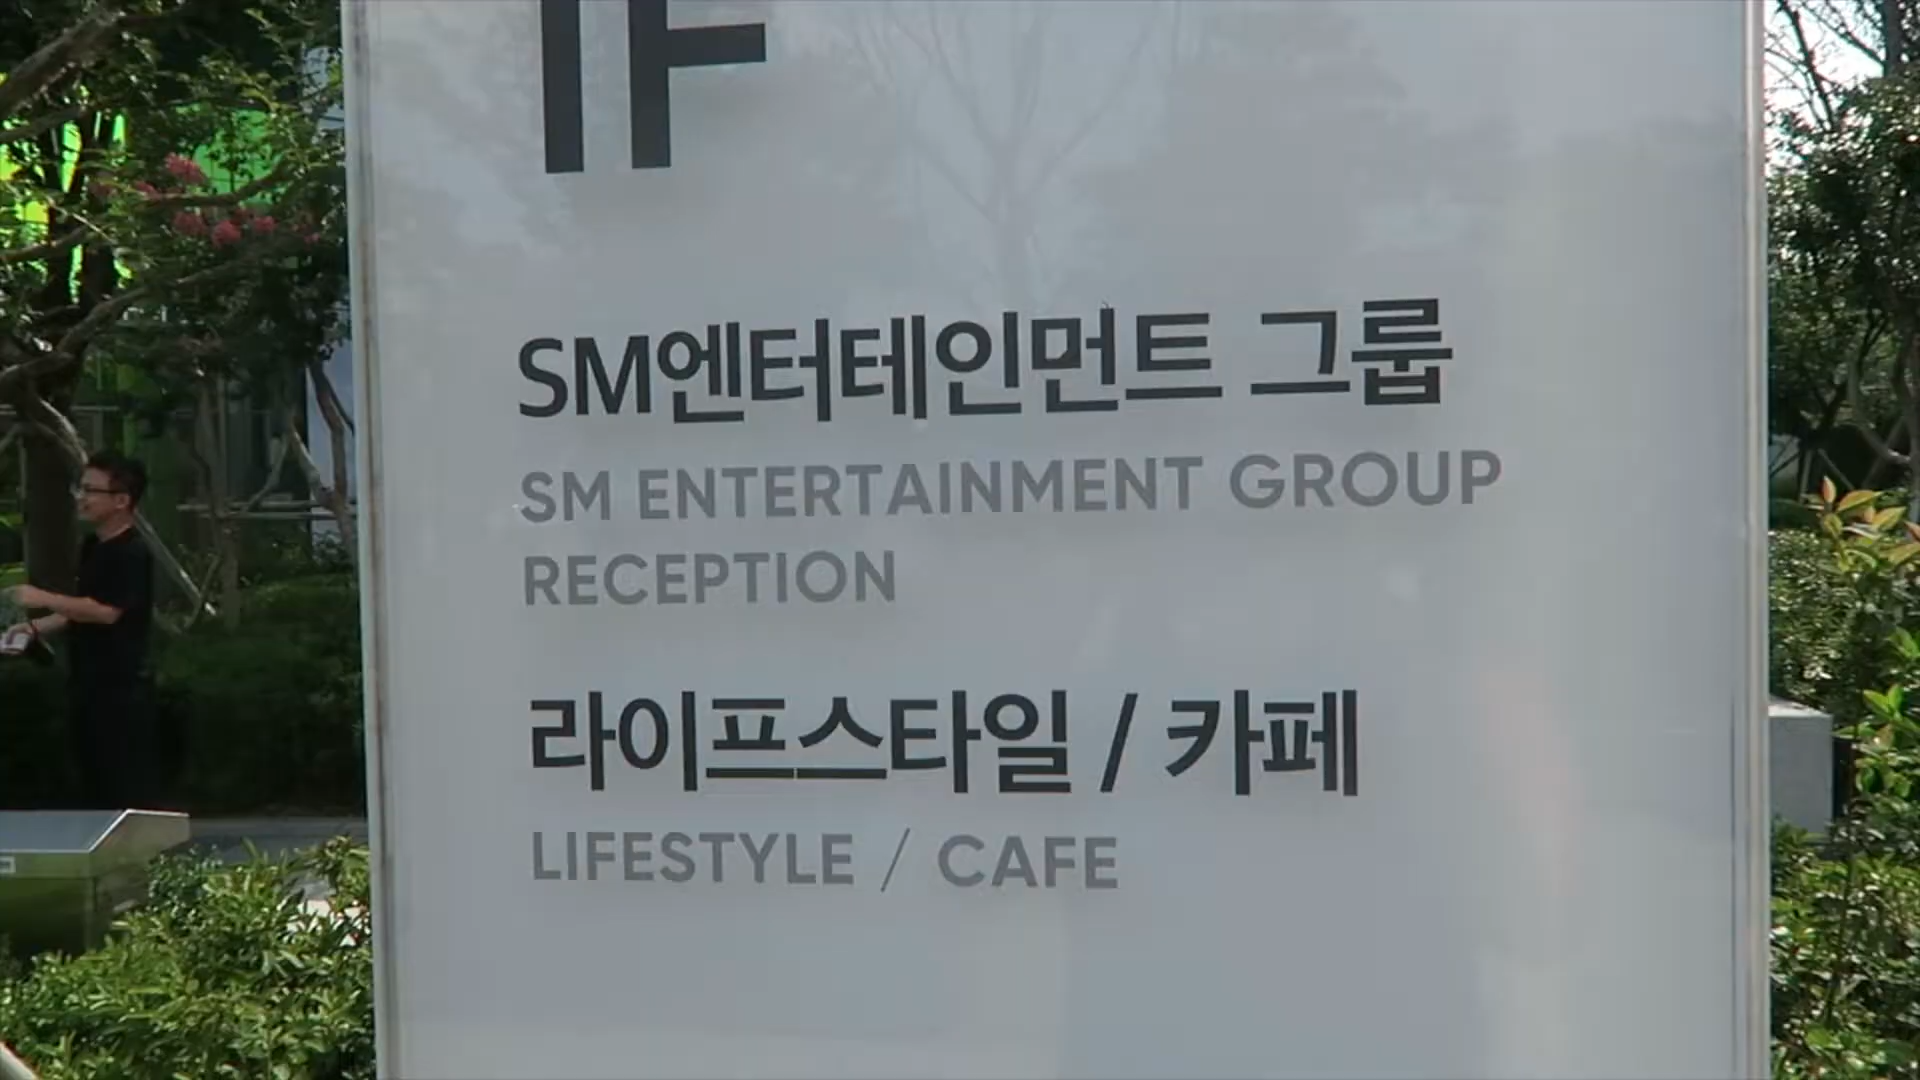 1F
SM엔터테인먼트 그룹
SM ENTERTAINMENT GROUP
RECEPTION
라이프스타일 / 카페
LIFESTYLE / CAFE